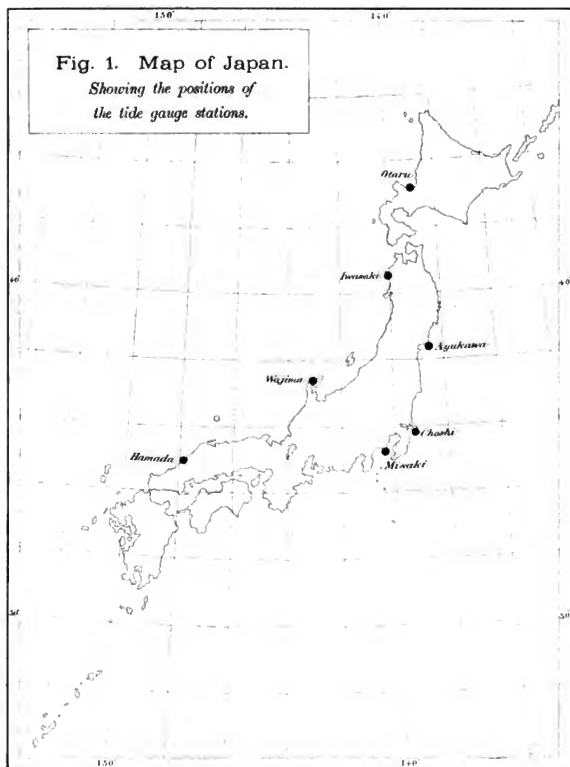 130°
140°
Fig. 1. Map of Japan.
Showing the positions of
the tide gauge stations.
Otaru
Iwasaki
40°
40°
Ayukawa
Wajima
Choshi
Hamada
Misaki
30°
30°
130°
140